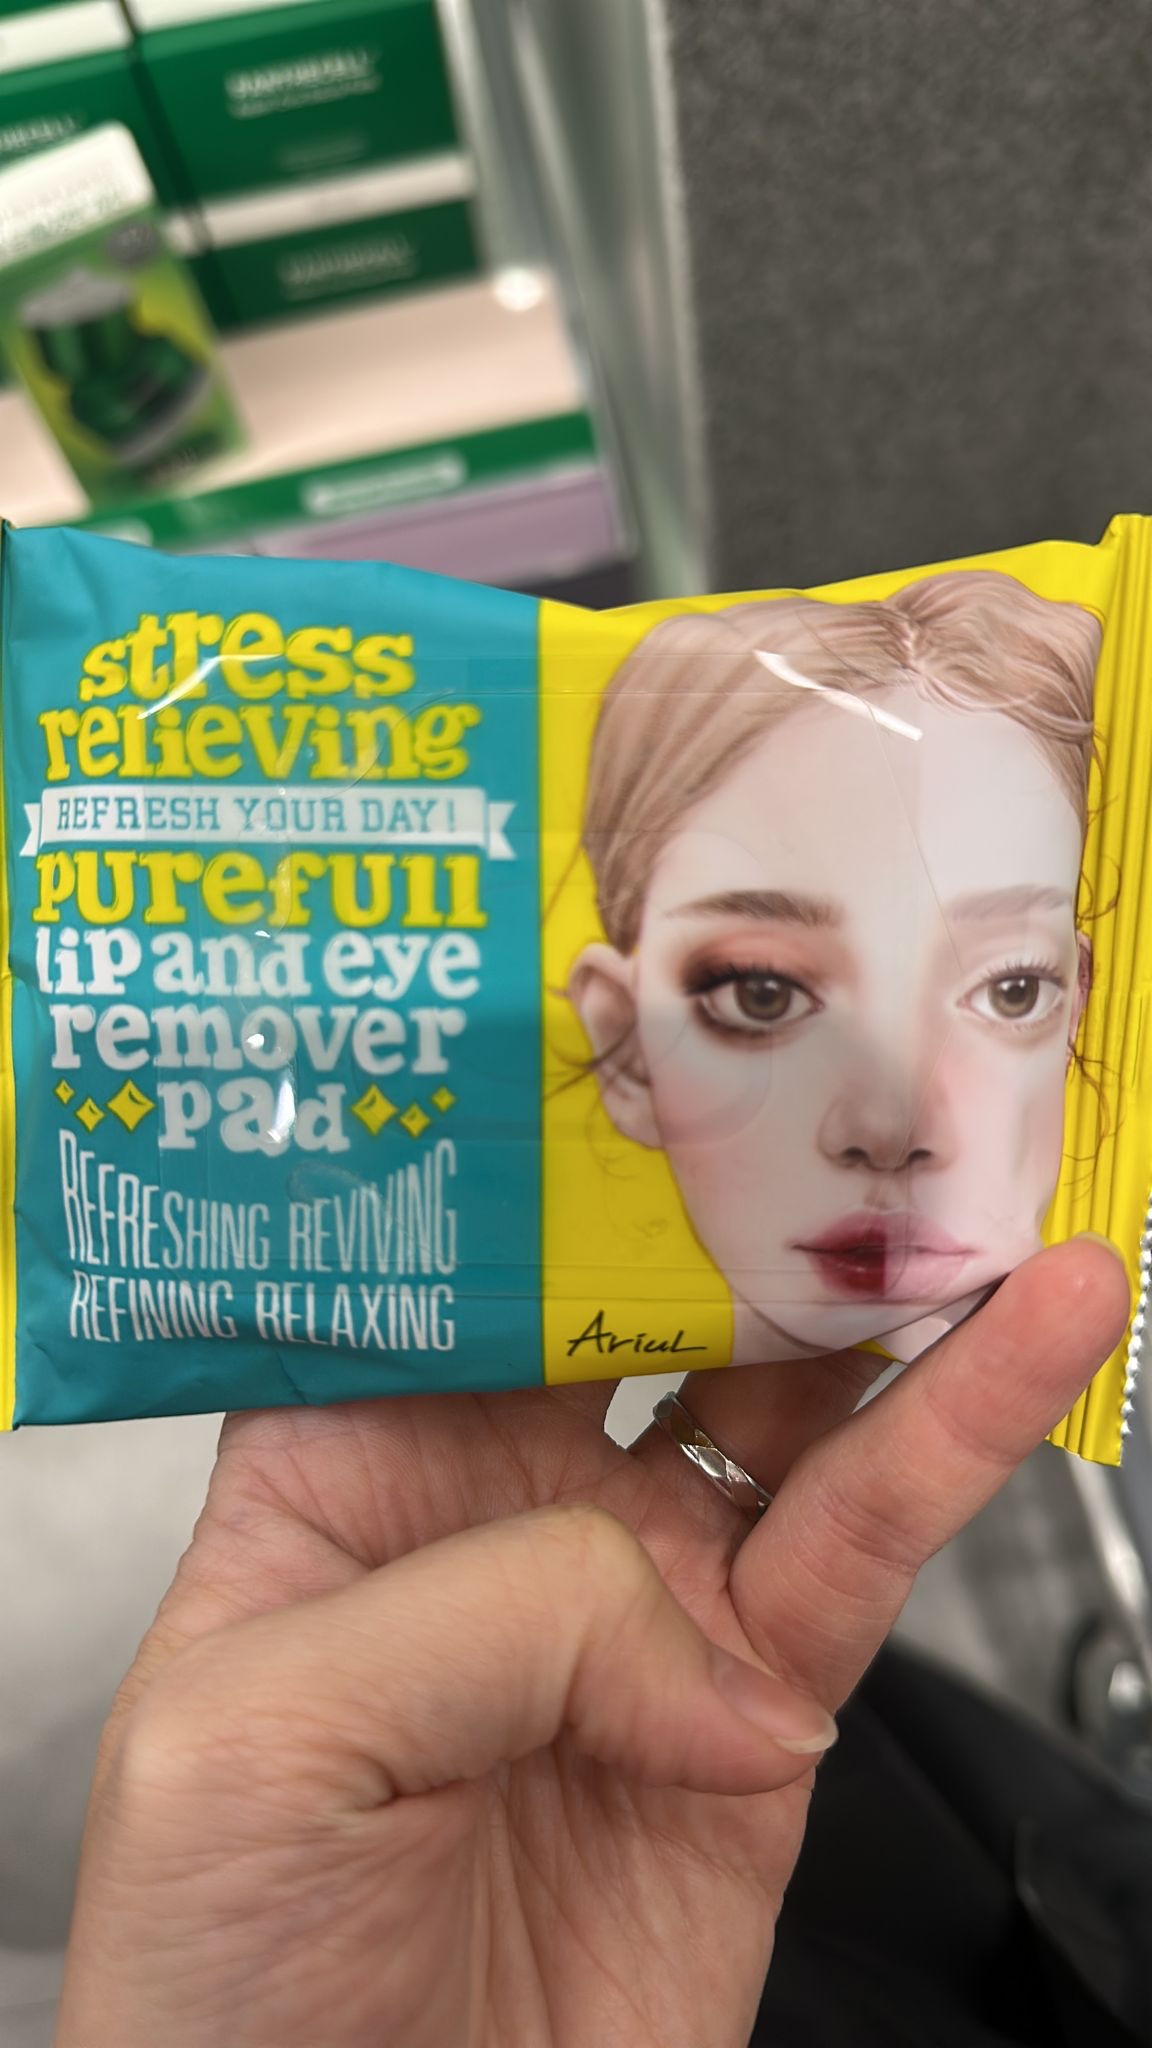 stress
relieving
REFRESH YOUR DAY!
purefull
lip and eye
remover
pad
REFRESHING REVIVING
REFINING RELAXING
Ariul